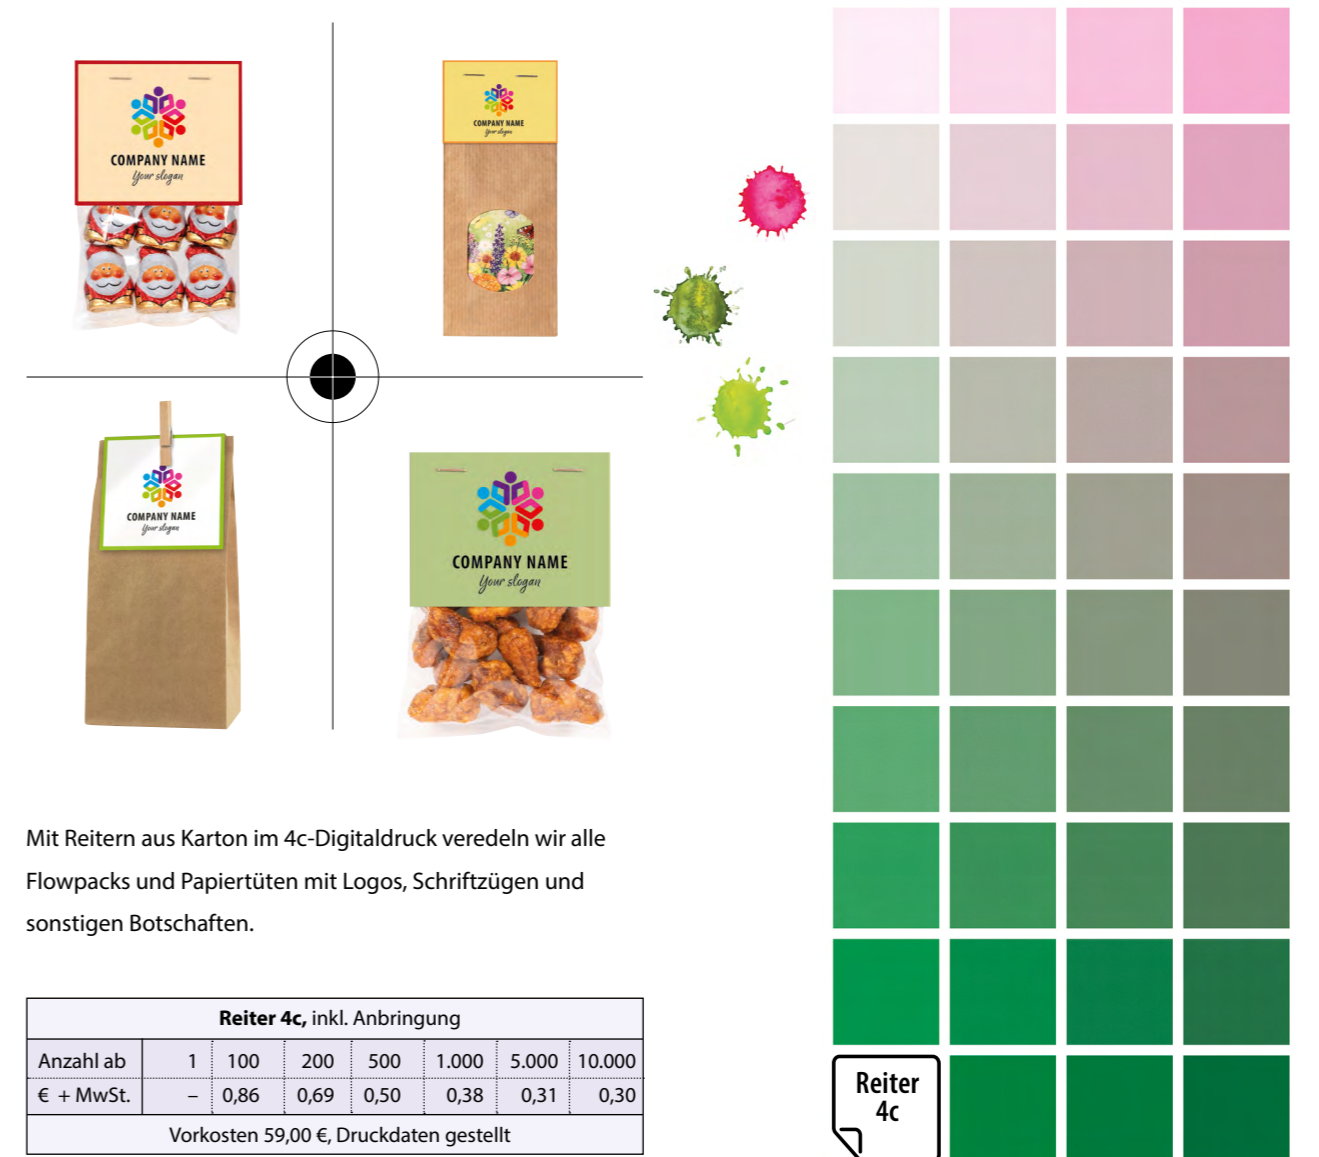 COMPANY NAME
Your slogan
COMPANY NAME
Your slogan
COMPANY NAME
Your slogan
COMPANY NAME
Your slogan
Mit Reitern aus Karton im 4c-Digitaldruck veredeln wir alle
Flowpacks und Papiertüten mit Logos, Schriftzügen und
sonstigen Botschaften.
Reiter 4c, inkl. Anbringung
Anzahl ab 1 100 200 500 1.000 5.000 10.000
€ + MwSt. – 0,86 0,69 0,50 0,38 0,31 0,30
Vorkosten 59,00 €, Druckdaten gestellt
Reiter
4c